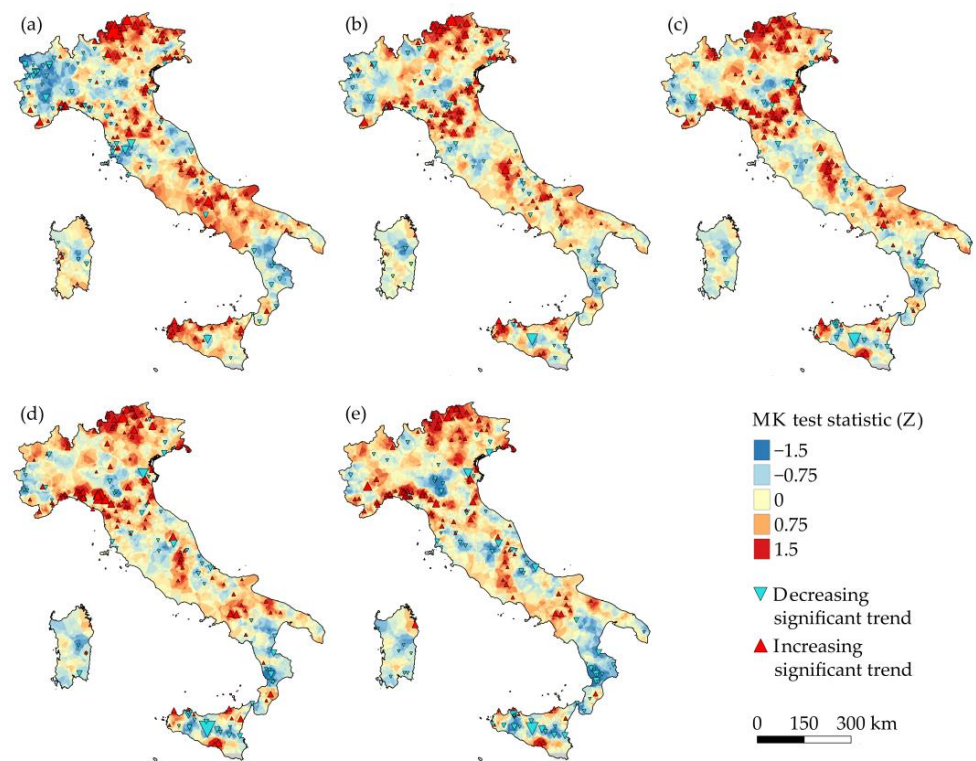 (a)
(b)
(c)
(d)
(e)
MK test statistic (Z)
−1.5
−0.75
0
0.75
1.5
Decreasing
significant trend
Increasing
significant trend
0 150 300 km